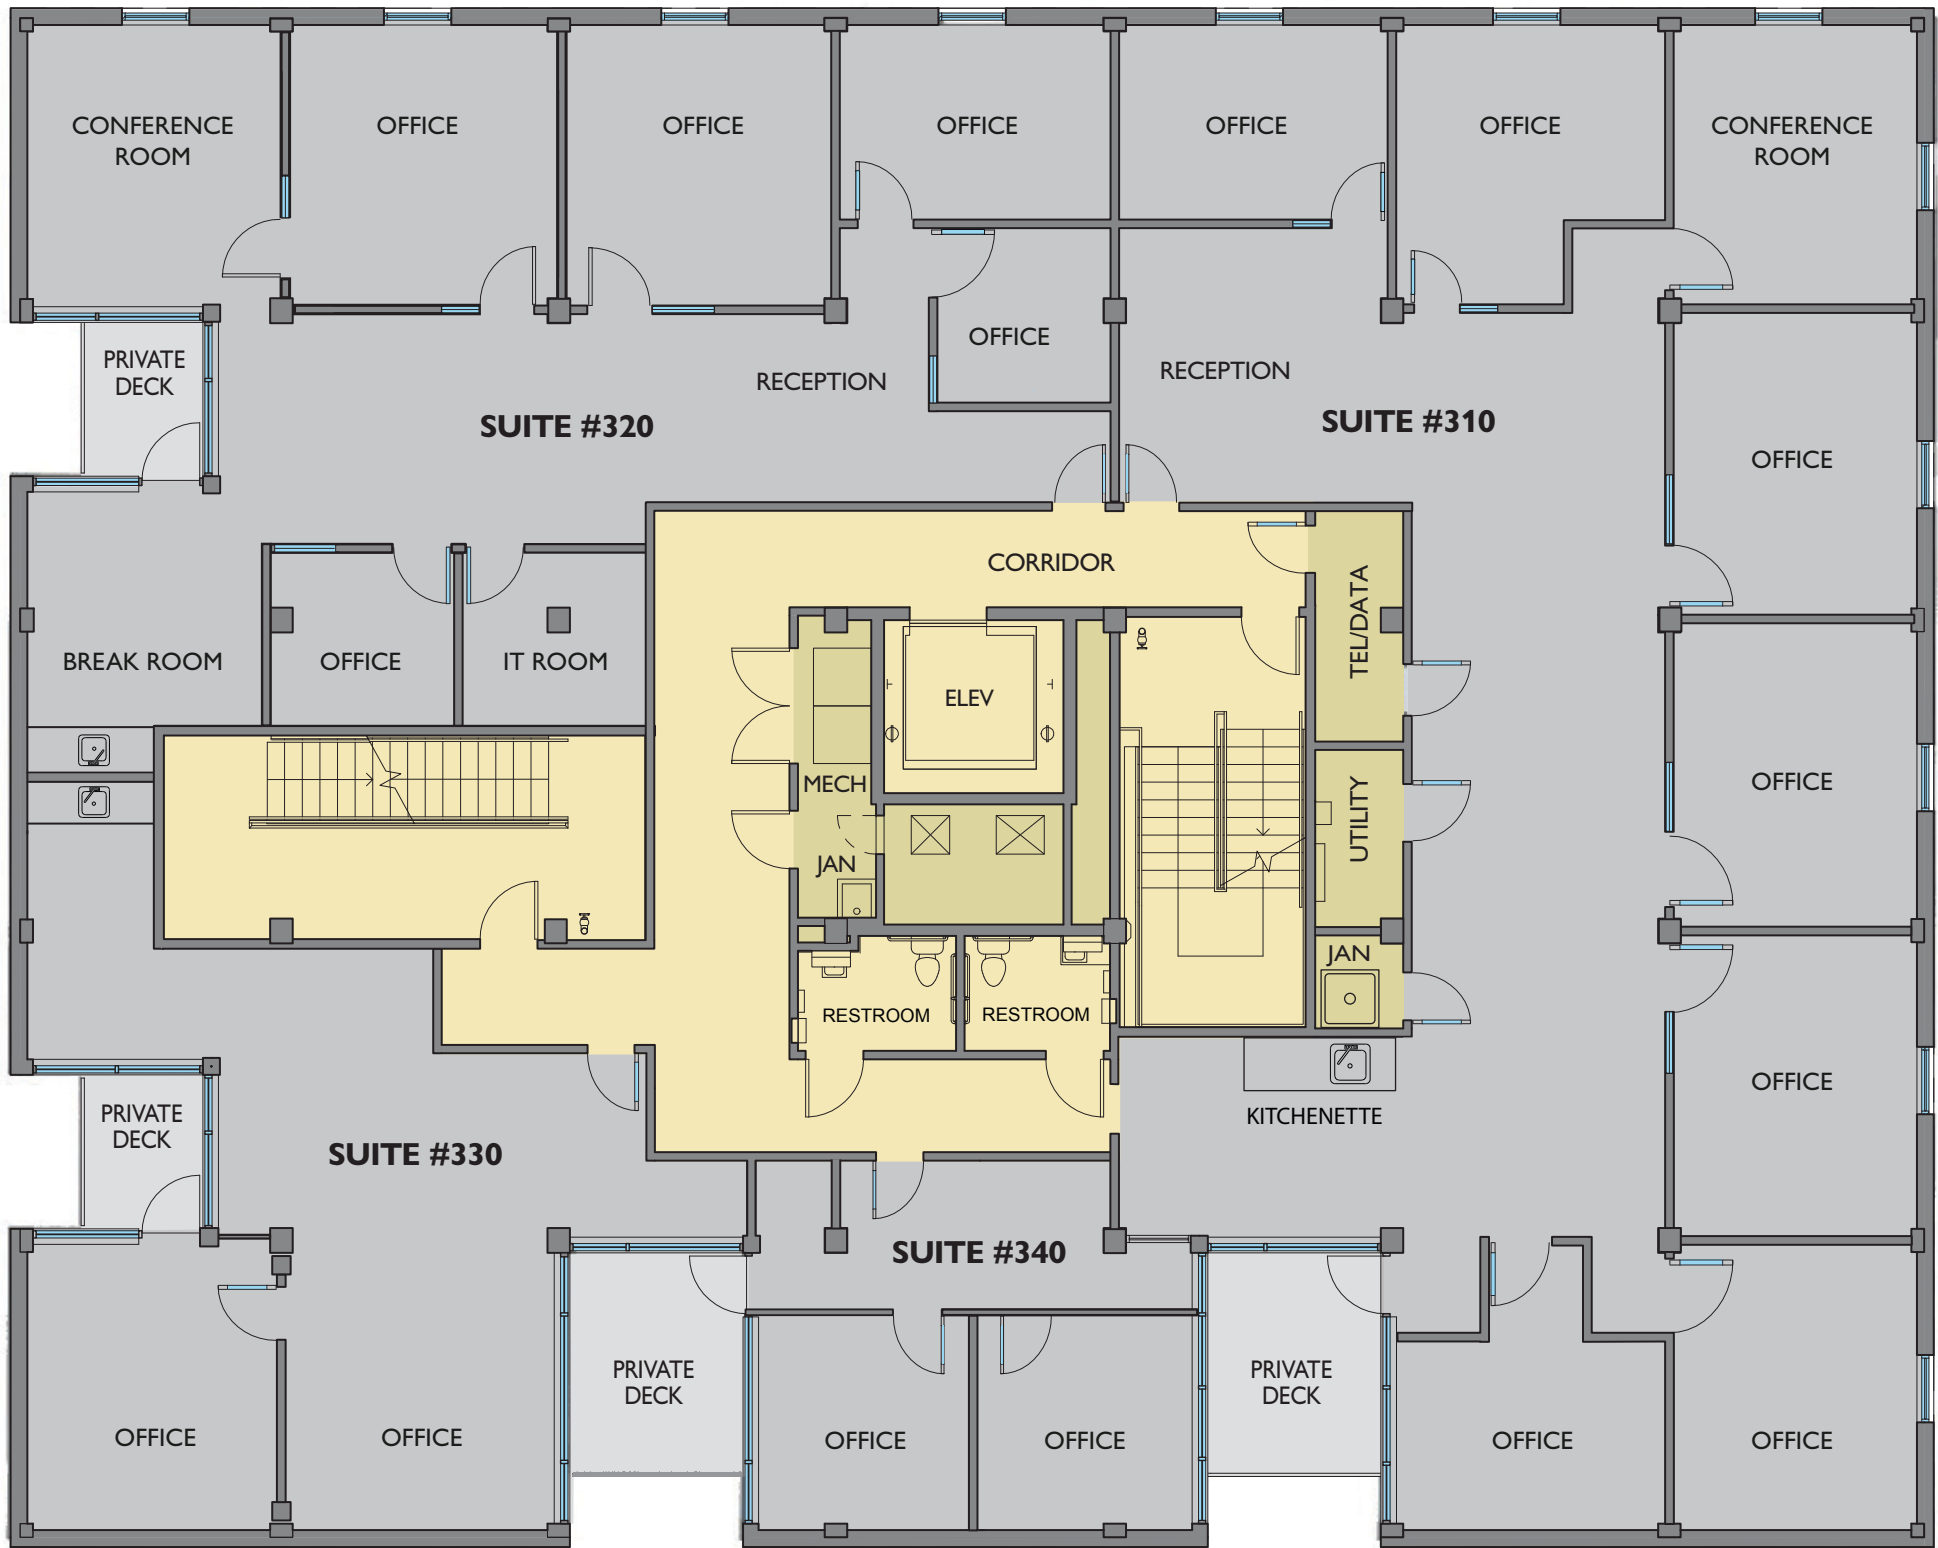 CONFERENCE
ROOM
OFFICE
OFFICE
OFFICE
OFFICE
OFFICE
CONFERENCE
ROOM
PRIVATE
DECK
OFFICE
RECEPTION
RECEPTION
SUITE #320
SUITE #310
OFFICE
CORRIDOR
TEL/DATA
BREAK ROOM
OFFICE
IT ROOM
ELEV
MECH
UTILITY
OFFICE
JAN
JAN
RESTROOM
RESTROOM
OFFICE
PRIVATE
DECK
KITCHENETTE
SUITE #330
SUITE #340
PRIVATE
DECK
PRIVATE
DECK
OFFICE
OFFICE
OFFICE
OFFICE
OFFICE
OFFICE